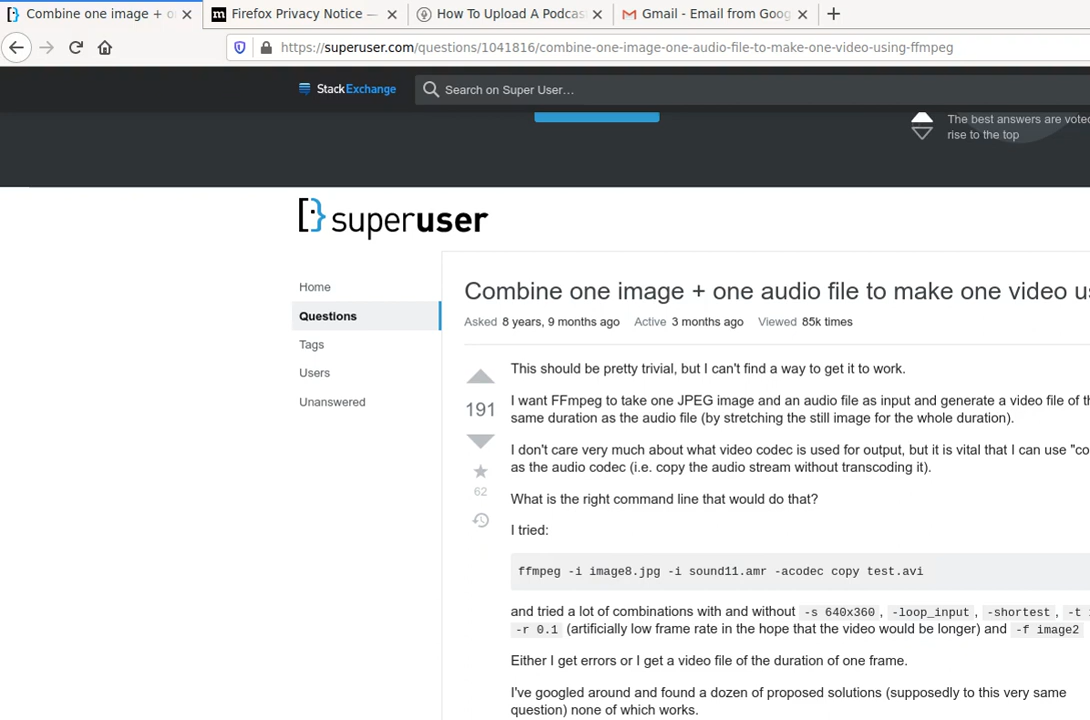 Combine one image + o
Firefox Privacy Notice —
How To Upload A Podcas
Gmail - Email from Goog
https://superuser.com/questions/1041816/combine-one-image-one-audio-file-to-make-one-video-using-ffmpeg
StackExchange
Search on Super User…
The best answers are voted
rise to the top
superuser
Home
Questions
Tags
Users
Unanswered
Combine one image + one audio file to make one video u
Asked 8 years, 9 months ago Active 3 months ago Viewed 85k times
This should be pretty trivial, but I can't find a way to get it to work.
191
I want FFmpeg to take one JPEG image and an audio file as input and generate a video file of th
same duration as the audio file (by stretching the still image for the whole duration).
I don't care very much about what video codec is used for output, but it is vital that I can use "co
as the audio codec (i.e. copy the audio stream without transcoding it).
62
What is the right command line that would do that?
I tried:
ffmpeg -i image8.jpg -i sound11.amr -acodec copy test.avi
and tried a lot of combinations with and without -s 640x360 , -loop_input , -shortest , -t
-r 0.1 (artificially low frame rate in the hope that the video would be longer) and -f image2
Either I get errors or I get a video file of the duration of one frame.
I've googled around and found a dozen of proposed solutions (supposedly to this very same
question) none of which works.